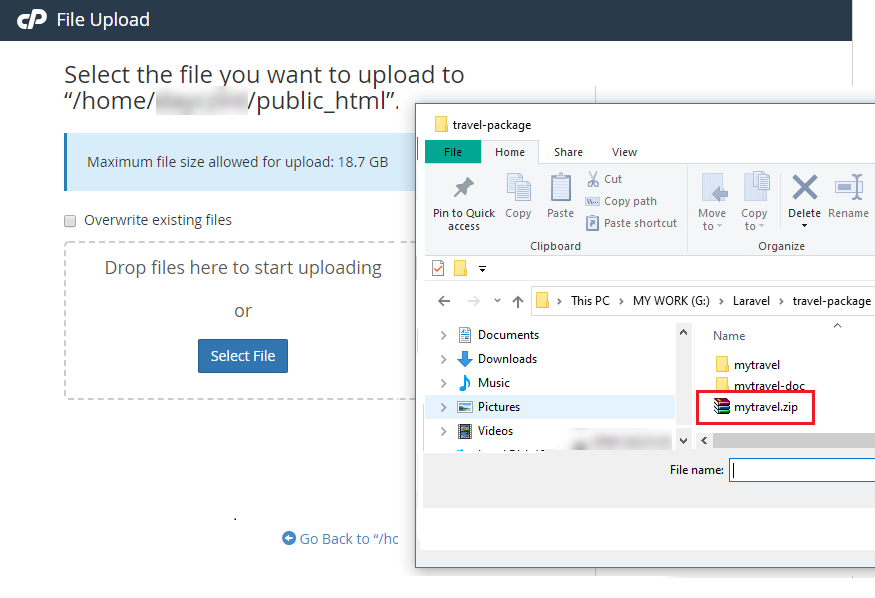 cP File Upload
Select the file you want to upload to
“/home/ /public_html”.
Maximum file size allowed for upload: 18.7 GB
Overwrite existing files
Drop files here to start uploading
or
Select File
Go Back to “/hc
travel-package
File Home Share View
Pin to Quick access
Copy
Paste
Cut
Copy path
Paste shortcut
Clipboard
Move to
Copy to
Delete
Rename
Organize
This PC > MY WORK (G:) > Laravel > travel-package
Documents
Downloads
Music
Pictures
Videos
Name
mytravel
mytravel-doc
mytravel.zip
File name: